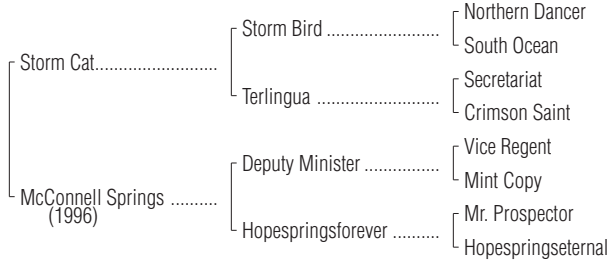 Northern Dancer
Storm Bird ........................
South Ocean
Storm Cat..........................
Secretariat
Terlingua ..........................
Crimson Saint
Vice Regent
Deputy Minister ................
Mint Copy
McConnell Springs ..........
(1996)
Mr. Prospector
Hopespringsforever ..........
Hopespringseternal